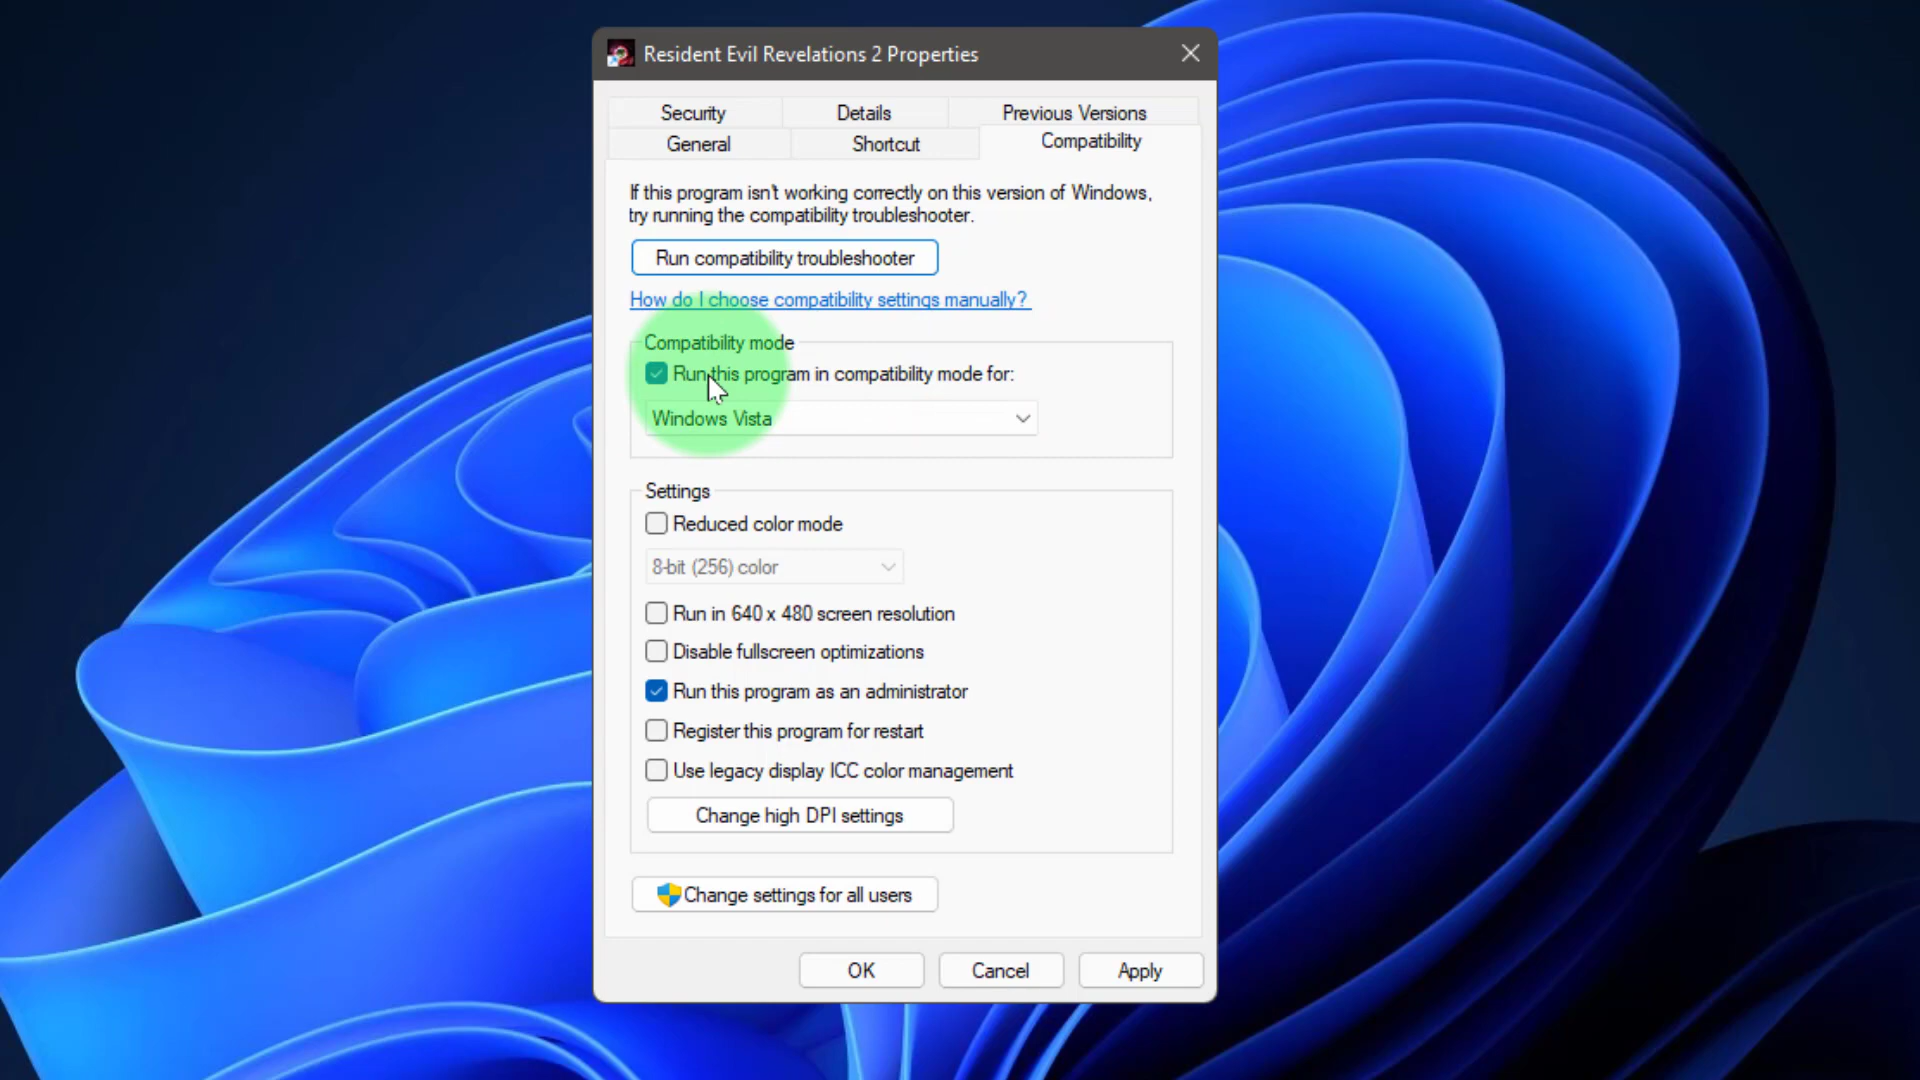 Resident Evil Revelations 2 Properties
Security
Details
Previous Versions
General
Shortcut
Compatibility
If this program isn't working correctly on this version of Windows,
try running the compatibility troubleshooter.
Run compatibility troubleshooter
How do I choose compatibility settings manually?
Compatibility mode
Run this program in compatibility mode for:
Windows Vista
Settings
Reduced color mode
8-bit (256) color
Run in 640 x 480 screen resolution
Disable fullscreen optimizations
Run this program as an administrator
Register this program for restart
Use legacy display ICC color management
Change high DPI settings
Change settings for all users
OK
Cancel
Apply